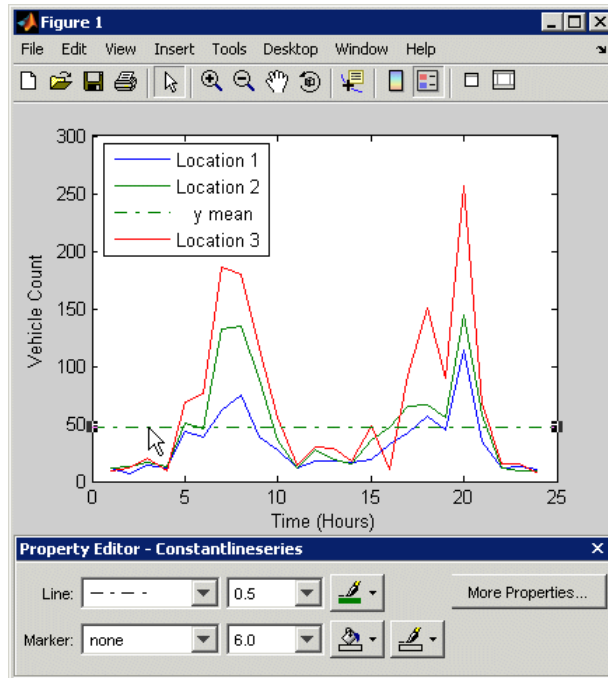 Figure 1
File Edit View Insert Tools Desktop Window Help
300
250
200
150
100
50
0
Vehicle Count
Location 1
Location 2
y mean
Location 3
0 5 10 15 20 25
Time (Hours)
Property Editor - Constantlineseries
Line: 0.5 More Properties...
Marker: none 6.0